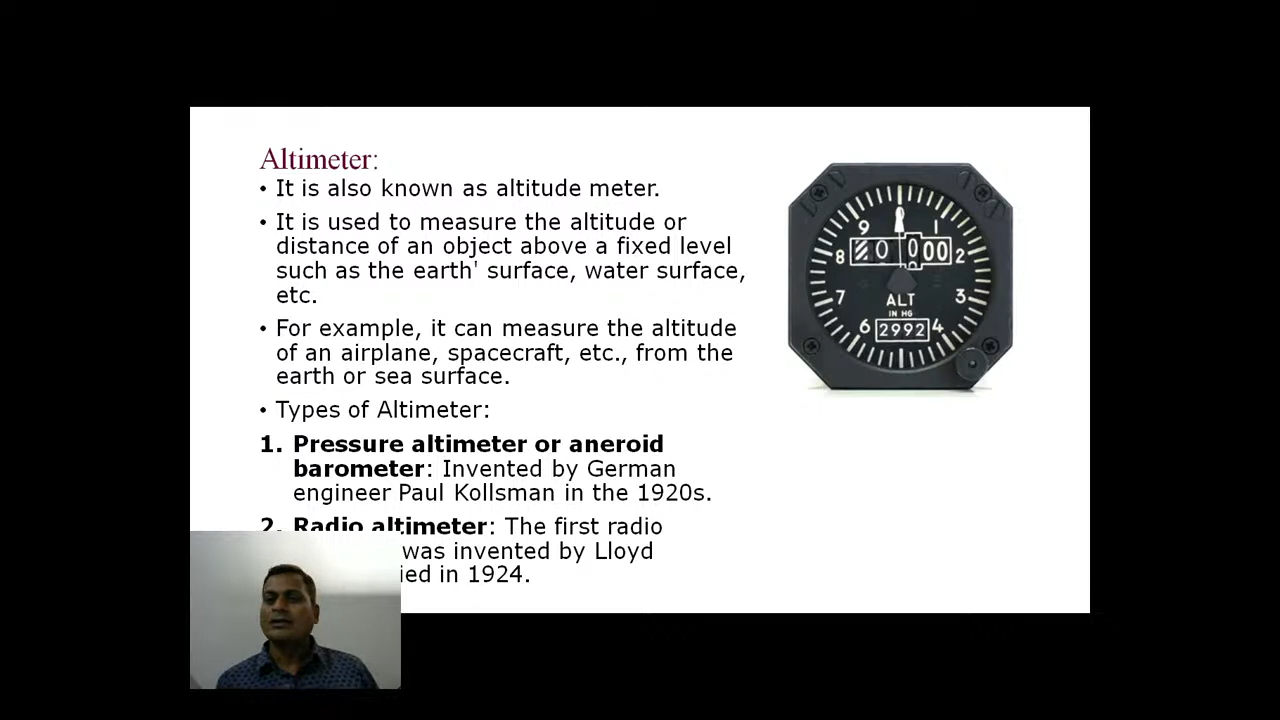 Altimeter:
• It is also known as altitude meter.
• It is used to measure the altitude or
distance of an object above a fixed level
such as the earth' surface, water surface,
etc.
• For example, it can measure the altitude
of an airplane, spacecraft, etc., from the
earth or sea surface.
• Types of Altimeter:
1. Pressure altimeter or aneroid
barometer: Invented by German
engineer Paul Kollsman in the 1920s.
2. Radio altimeter: The first radio
was invented by Lloyd
ied in 1924.
0
9 1
0 0 00
8 2
7 3
ALT
IN HG
6 2992 4